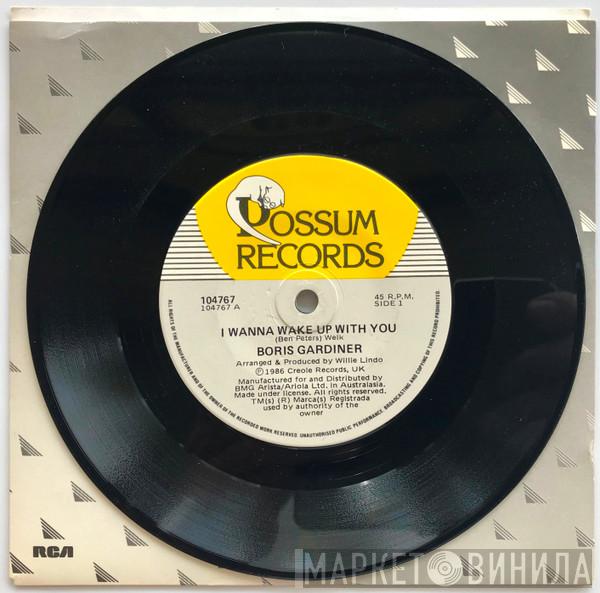 POSSUM
RECORDS
104767
104767 A
45 R.P.M.
SIDE 1
I WANNA WAKE UP WITH YOU
(Ben Peters) Welk
BORIS GARDINER
Arranged & Produced by Willie Lindo
℗ 1986 Creole Records, UK
Manufactured for and Distributed by
BMG Arista/Ariola Ltd. in Australasia.
Made under license. All rights reserved.
TM(s) (R) Marca(s) Registrada
used by authority of the
owner
ALL RIGHTS OF THE MANUFACTURER AND OF THE OWNER OF THE RECORDED WORK RESERVED. UNAUTHORISED PUBLIC PERFORMANCE, BROADCASTING AND COPYING OF THIS RECORD PROHIBITED.
RCA
МАРКЕТ ВИНИЛА